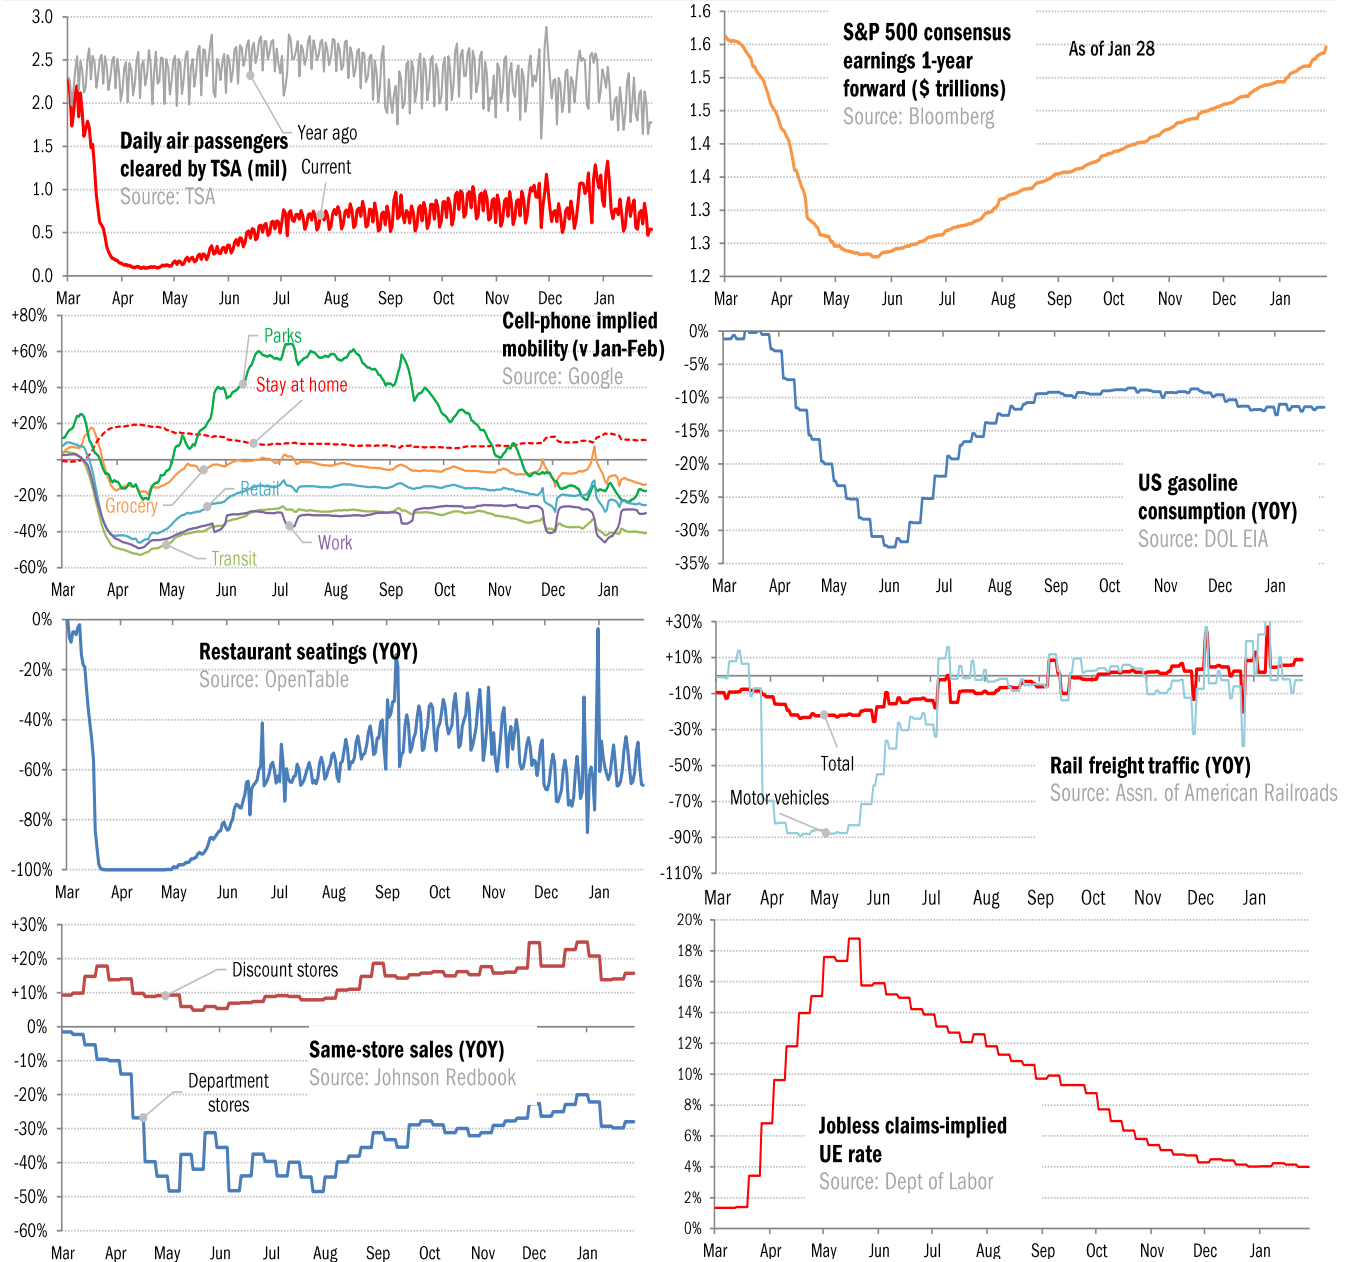 3.0
2.5
2.0
1.5
1.0
0.5
0.0
Daily air passengers
cleared by TSA (mil)
Source: TSA
Year ago
Current
Mar Apr May Jun Jul Aug Sep Oct Nov Dec Jan
1.6
1.6
1.5
1.5
1.4
1.4
1.3
1.3
1.2
S&P 500 consensus
earnings 1-year
forward ($ trillions)
Source: Bloomberg
As of Jan 28
Mar Apr May Jun Jul Aug Sep Oct Nov Dec Jan
+80%
+60%
+40%
+20%
-20%
-40%
-60%
Cell-phone implied
mobility (v Jan-Feb)
Source: Google
Parks
Stay at home
Grocery
Retail
Work
Transit
Mar Apr May Jun Jul Aug Sep Oct Nov Dec Jan
0%
-5%
-10%
-15%
-20%
-25%
-30%
-35%
US gasoline
consumption (YOY)
Source: DOL EIA
Mar Apr May Jun Jul Aug Sep Oct Nov Dec Jan
0%
-20%
-40%
-60%
-80%
-100%
Restaurant seatings (YOY)
Source: OpenTable
Mar Apr May Jun Jul Aug Sep Oct Nov Dec Jan
+30%
+10%
-10%
-30%
-50%
-70%
-90%
-110%
Total
Motor vehicles
Rail freight traffic (YOY)
Source: Assn. of American Railroads
Mar Apr May Jun Jul Aug Sep Oct Nov Dec Jan
+30%
+20%
+10%
0%
-10%
-20%
-30%
-40%
-50%
-60%
Discount stores
Same-store sales (YOY)
Source: Johnson Redbook
Department
stores
Mar Apr May Jun Jul Aug Sep Oct Nov Dec Jan
20%
18%
16%
14%
12%
10%
8%
6%
4%
2%
0%
Jobless claims-implied
UE rate
Source: Dept of Labor
Mar Apr May Jun Jul Aug Sep Oct Nov Dec Jan